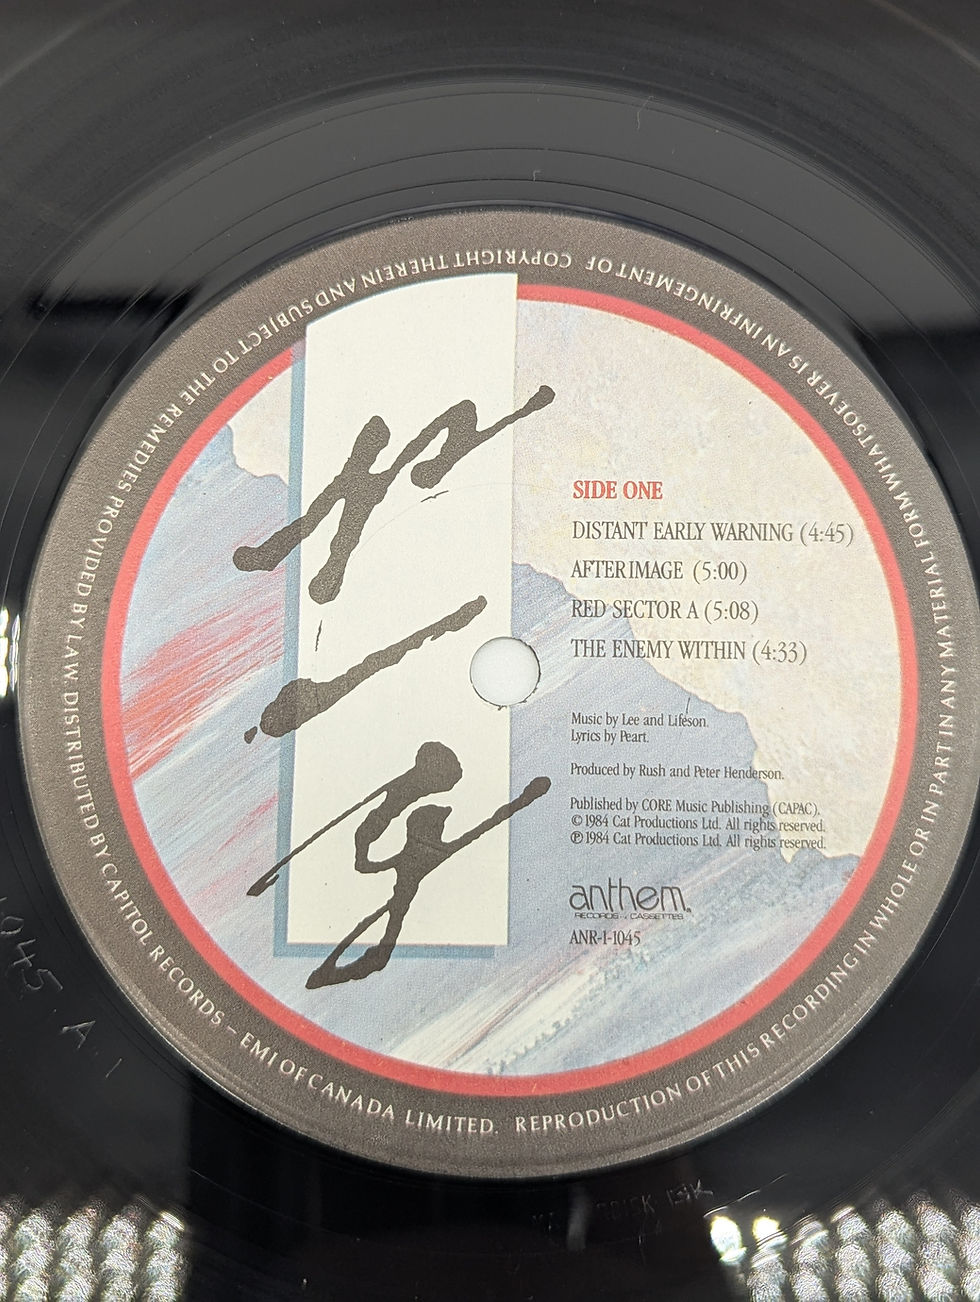 SIDE ONE
DISTANT EARLY WARNING (4:45)
AFTERIMAGE (5:00)
RED SECTOR A (5:08)
THE ENEMY WITHIN (4:33)
Music by Lee and Lifeson.
Lyrics by Peart.
Produced by Rush and Peter Henderson.
Published by CORE Music Publishing (CAPAC).
© 1984 Cat Productions Ltd. All rights reserved.
℗ 1984 Cat Productions Ltd. All rights reserved.
anthem®
RECORDS • CASSETTES
ANR-1-1045
DISTRIBUTED BY CAPITOL RECORDS – EMI OF CANADA LIMITED. REPRODUCTION OF THIS RECORDING IN WHOLE OR IN PART IN ANY MATERIAL FORM WHATSOEVER IS AN INFRINGEMENT OF COPYRIGHT THEREIN AND SUBJECT TO THE REMEDIES PROVIDED BY LAW.